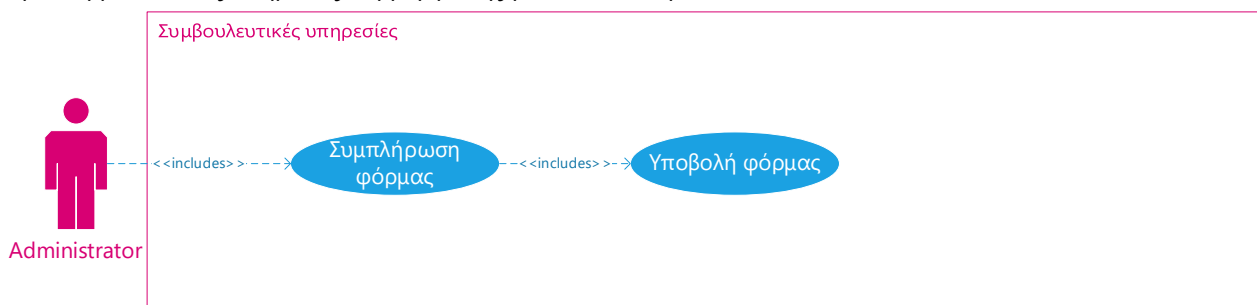 Συμβουλευτικές υπηρεσίες
<<includes>>
Συμπλήρωση
φόρμας
<<includes>>
Υποβολή φόρμας
Administrator